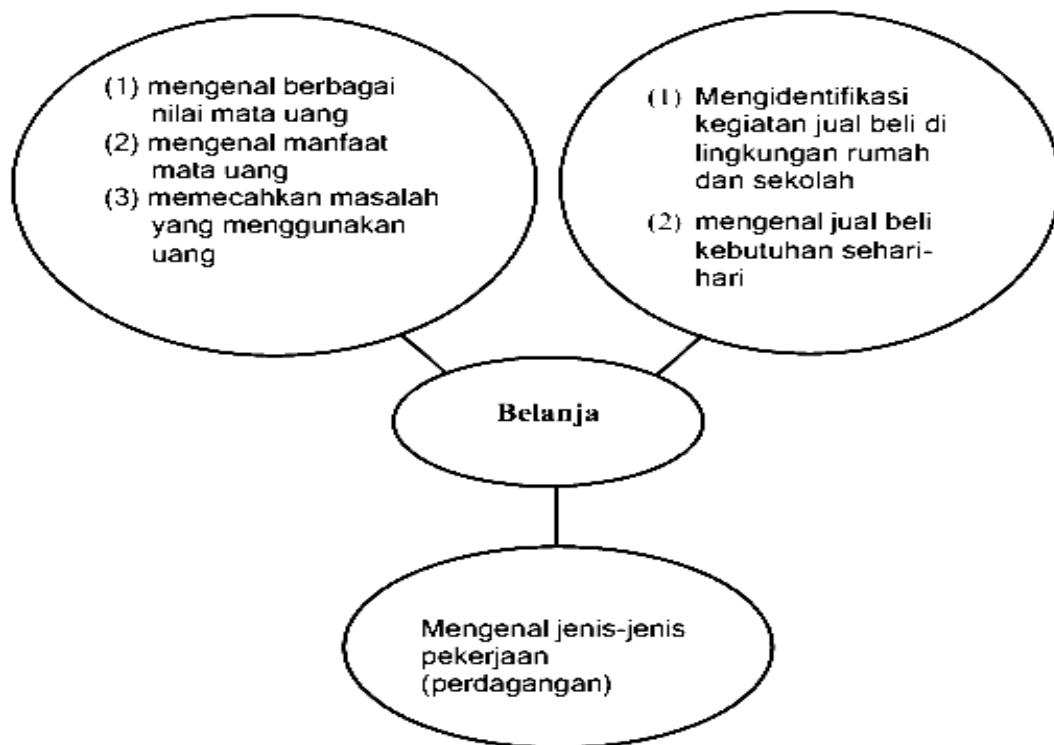 (1) mengenal berbagai
nilai mata uang
(2) mengenal manfaat
mata uang
(3) memecahkan masalah
yang menggunakan
uang
(1) Mengidentifikasi
kegiatan jual beli di
lingkungan rumah
dan sekolah
(2) mengenal jual beli
kebutuhan sehari-
hari
Belanja
Mengenal jenis-jenis
pekerjaan
(perdagangan)